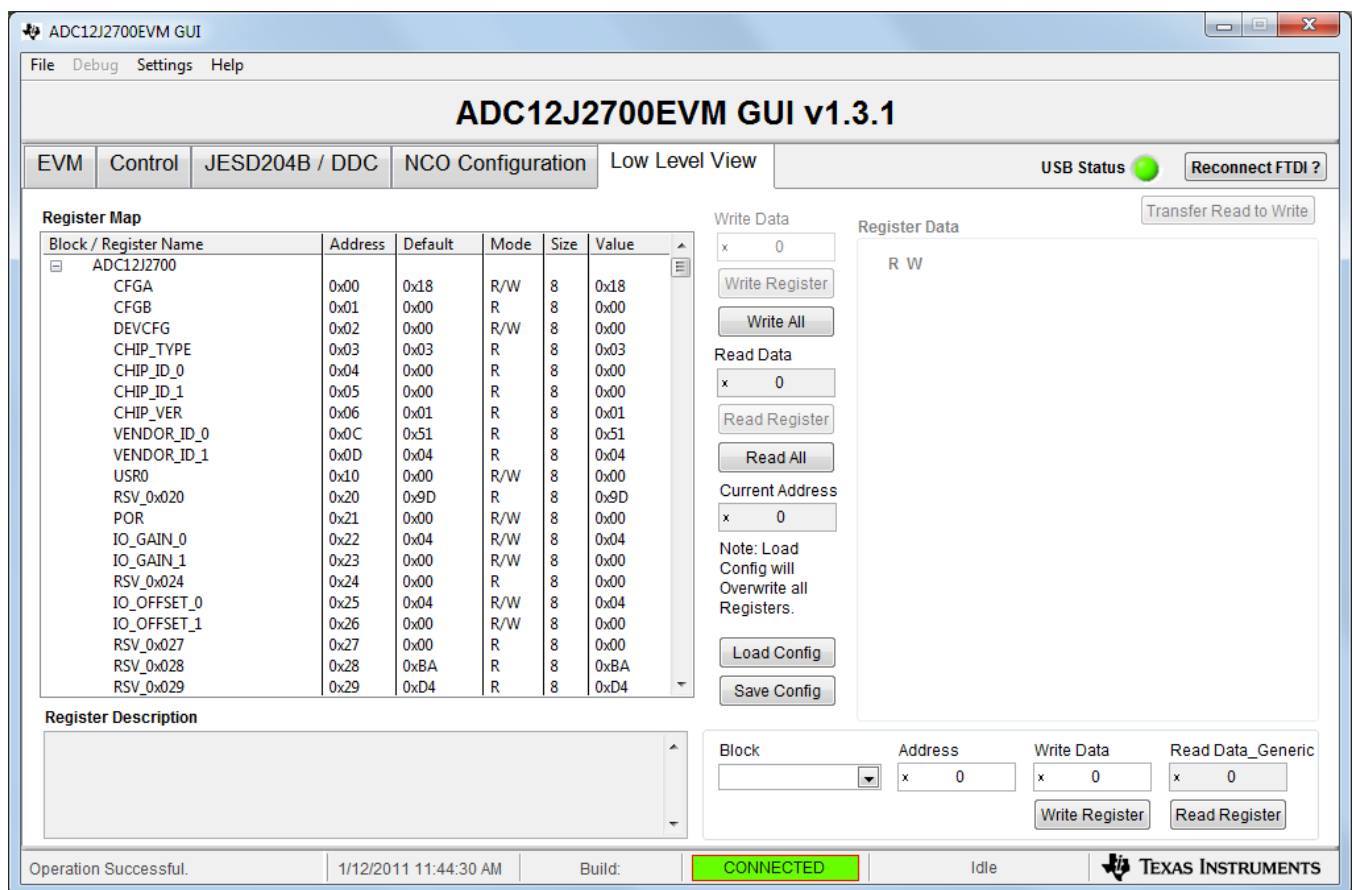 ADC12J2700EVM GUI
File Debug Settings Help
ADC12J2700EVM GUI v1.3.1
EVM Control JESD204B / DDC NCO Configuration Low Level View USB Status Reconnect FTDI ?
Transfer Read to Write
Register Map
Block / Register Name Address Default Mode Size Value
ADC12J2700
CFGA 0x00 0x18 R/W 8 0x18
CFGB 0x01 0x00 R 8 0x00
DEVCFG 0x02 0x00 R/W 8 0x00
CHIP_TYPE 0x03 0x03 R 8 0x03
CHIP_ID_0 0x04 0x00 R 8 0x00
CHIP_ID_1 0x05 0x00 R 8 0x00
CHIP_VER 0x06 0x01 R 8 0x01
VENDOR_ID_0 0x0C 0x51 R 8 0x51
VENDOR_ID_1 0x0D 0x04 R 8 0x04
USR0 0x10 0x00 R/W 8 0x00
RSV_0x020 0x20 0x9D R 8 0x9D
POR 0x21 0x00 R/W 8 0x00
IO_GAIN_0 0x22 0x04 R/W 8 0x04
IO_GAIN_1 0x23 0x00 R/W 8 0x00
RSV_0x024 0x24 0x00 R 8 0x00
IO_OFFSET_0 0x25 0x04 R/W 8 0x04
IO_OFFSET_1 0x26 0x00 R/W 8 0x00
RSV_0x027 0x27 0x00 R 8 0x00
RSV_0x028 0x28 0xBA R 8 0xBA
RSV_0x029 0x29 0xD4 R 8 0xD4
Write Data
x 0
Write Register
Write All
Read Data
x 0
Read Register
Read All
Current Address
x 0
Note: Load
Config will
Overwrite all
Registers.
Load Config
Save Config
Register Data
R W
Register Description
Block Address Write Data Read Data_Generic
x 0 x 0 x 0
Write Register Read Register
Operation Successful. 1/12/2011 11:44:30 AM Build: CONNECTED Idle TEXAS INSTRUMENTS